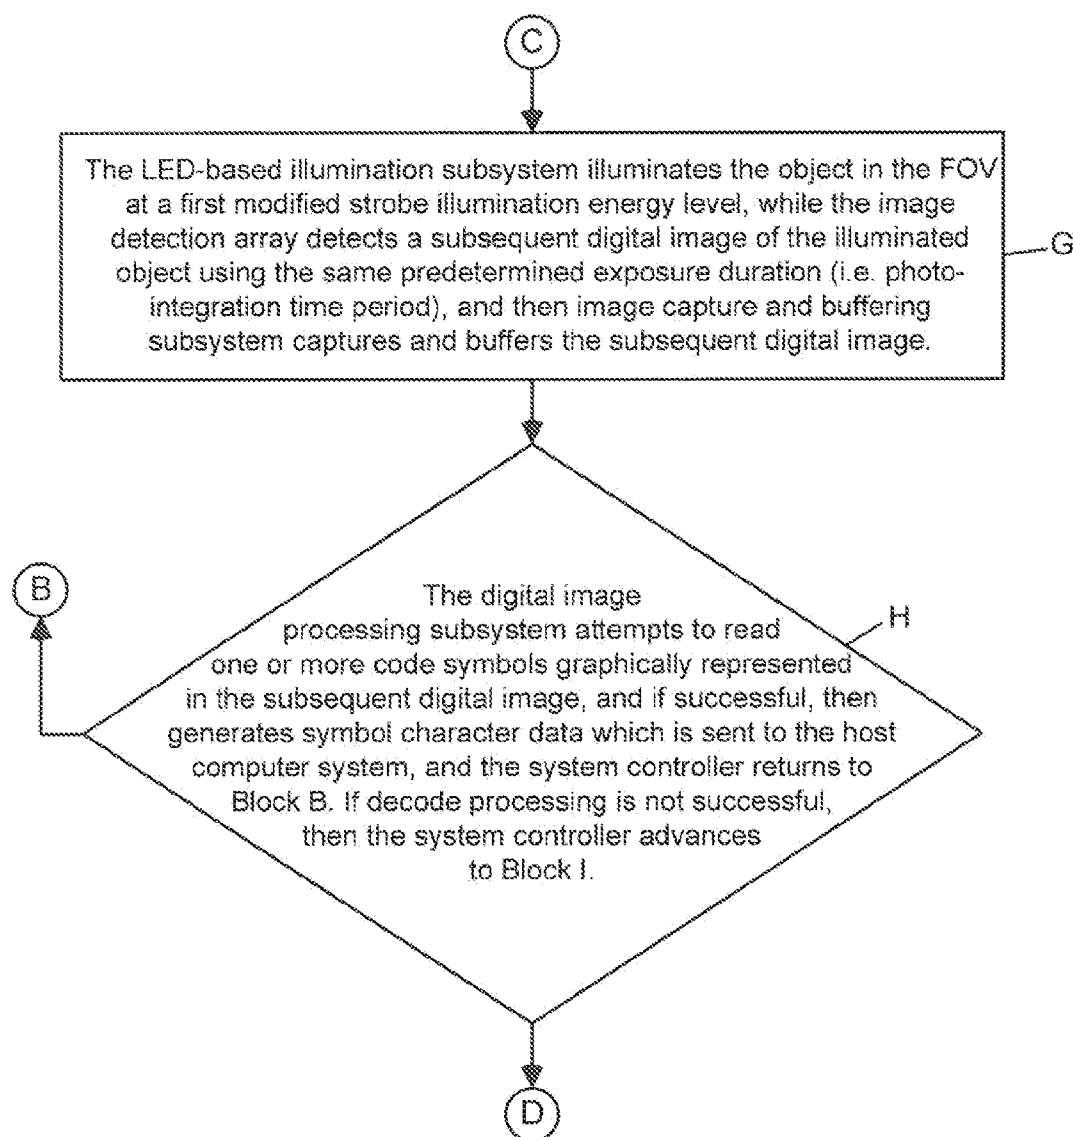 C
The LED-based illumination subsystem illuminates the object in the FOV
at a first modified strobe illumination energy level, while the image
detection array detects a subsequent digital image of the illuminated
object using the same predetermined exposure duration (i.e. photo-
integration time period), and then image capture and buffering
subsystem captures and buffers the subsequent digital image.
G
B
The digital image
processing subsystem attempts to read
one or more code symbols graphically represented
in the subsequent digital image, and if successful, then
generates symbol character data which is sent to the host
computer system, and the system controller returns to
Block B. If decode processing is not successful,
then the system controller advances
to Block I.
H
D